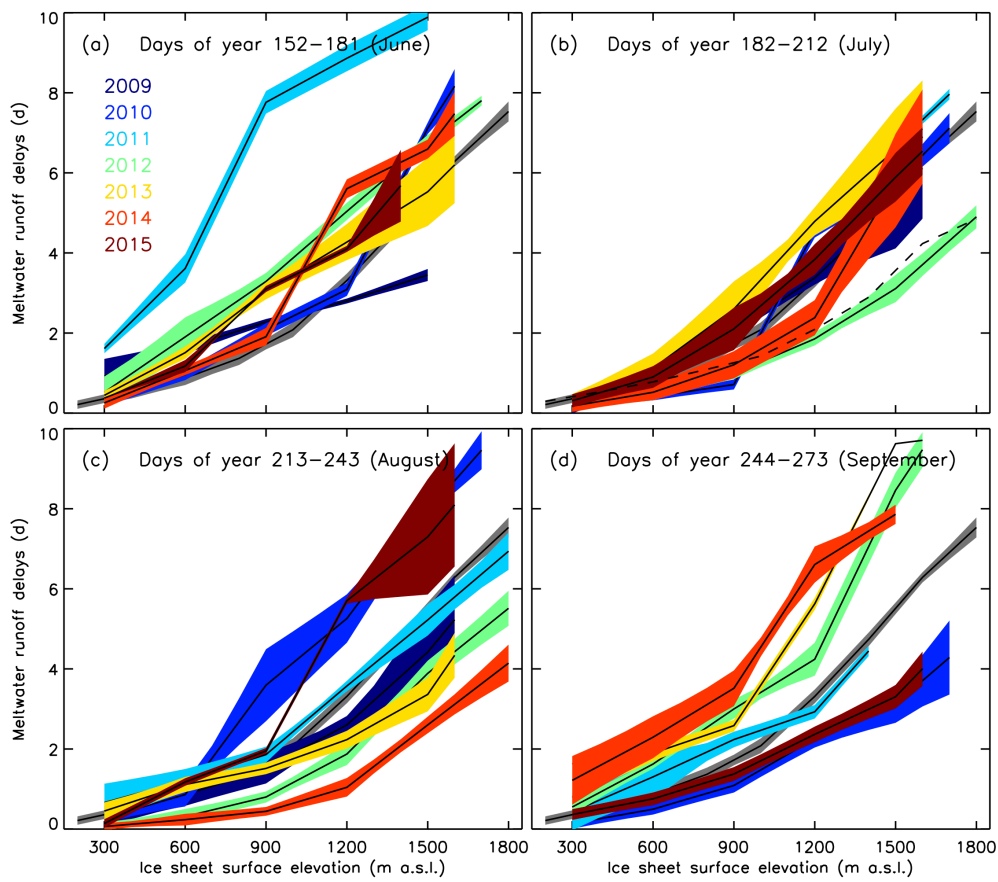 (a) Days of year 152−181 (June)
(b) Days of year 182−212 (July)
10
8
6
4
2
0
Meltwater runoff delays (d)
2009
2010
2011
2012
2013
2014
2015
(c) Days of year 213−243 (August)
(d) Days of year 244−273 (September)
10
8
6
4
2
0
Meltwater runoff delays (d)
300 600 900 1200 1500 1800
300 600 900 1200 1500 1800
Ice sheet surface elevation (m a.s.l.)
Ice sheet surface elevation (m a.s.l.)